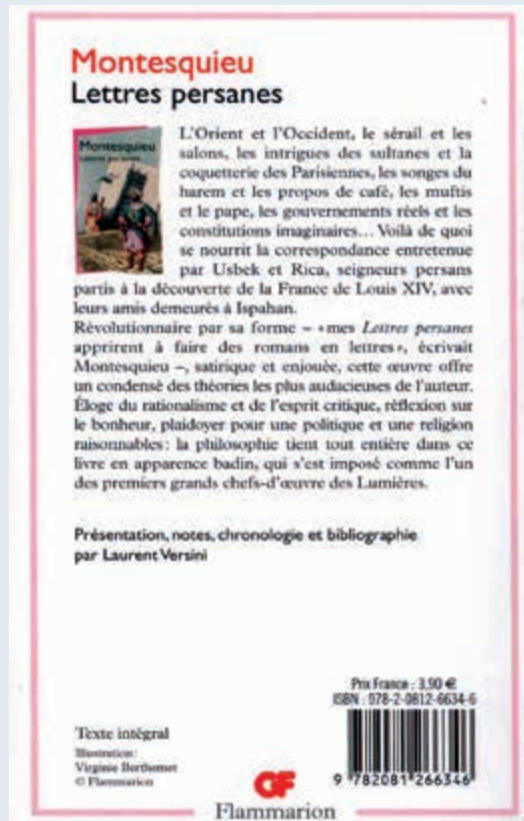 Montesquieu
Lettres persanes
Montesquieu
Lettres persanes
L'Orient et l'Occident, le sérail et les
salons, les intrigues des sultanes et la
coquetterie des Parisiennes, les songes du
harem et les propos de café, les muftis
et le pape, les gouvernements réels et les
constitutions imaginaires... Voilà de quoi
se nourrit la correspondance entretenue
par Usbek et Rica, seigneurs persans
partis à la découverte de la France de Louis XIV, avec
leurs amis demeurés à Ispahan.
Révolutionnaire par sa forme – «mes Lettres persanes
apprirent à faire des romans en lettres», écrivait
Montesquieu –, satirique et enjouée, cette œuvre offre
un condensé des théories les plus audacieuses de l'auteur.
Éloge du rationalisme et de l'esprit critique, réflexion sur
le bonheur, plaidoyer pour une politique et une religion
raisonnables : la philosophie tient tout entière dans ce
livre en apparence badin, qui s'est imposé comme l'un
des premiers grands chefs-d'œuvre des Lumières.
Présentation, notes, chronologie et bibliographie
par Laurent Versini
Prix France : 3,90 €
ISBN : 978-2-0812-6634-6
Texte intégral
Illustration :
Virginie Berthemet
© Flammarion
9 782081 266346
GF
Flammarion